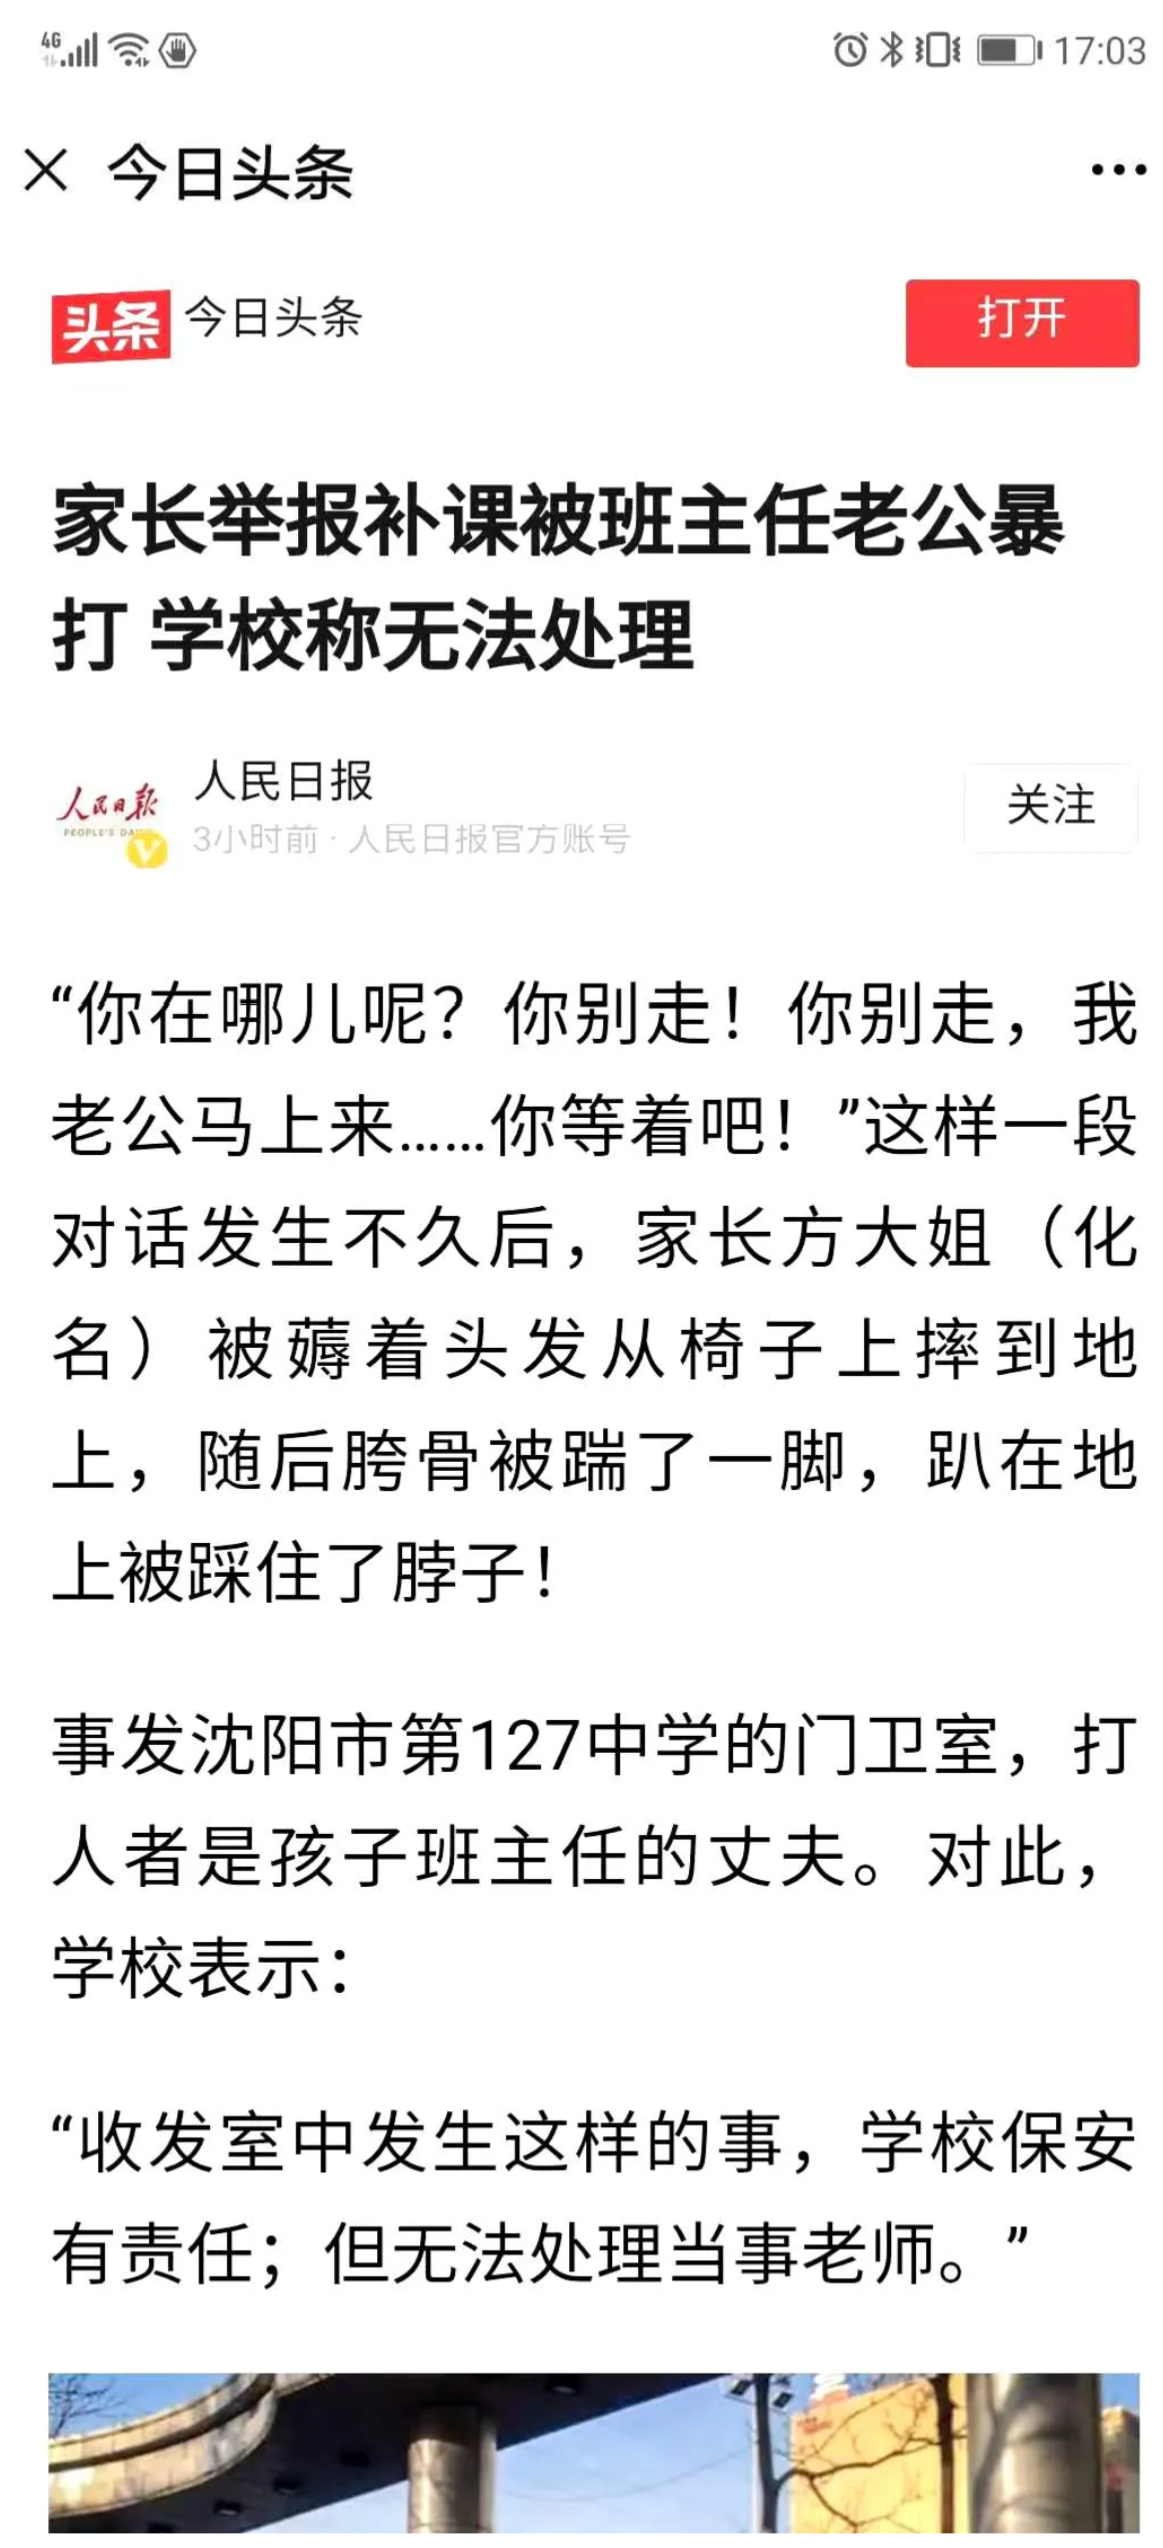 4G 17:03
今日头条
头条 今日头条 打开
家长举报补课被班主任老公暴
打 学校称无法处理
人民日报 PEOPLE'S DAILY 人民日报 关注
3小时前 · 人民日报官方账号
“你在哪儿呢？你别走！你别走，我
老公马上来……你等着吧！”这样一段
对话发生不久后，家长方大姐（化
名）被薅着头发从椅子上摔到地
上，随后胯骨被踹了一脚，趴在地
上被踩住了脖子！
事发沈阳市第127中学的门卫室，打
人者是孩子班主任的丈夫。对此，
学校表示：
“收发室中发生这样的事，学校保安
有责任；但无法处理当事老师。”